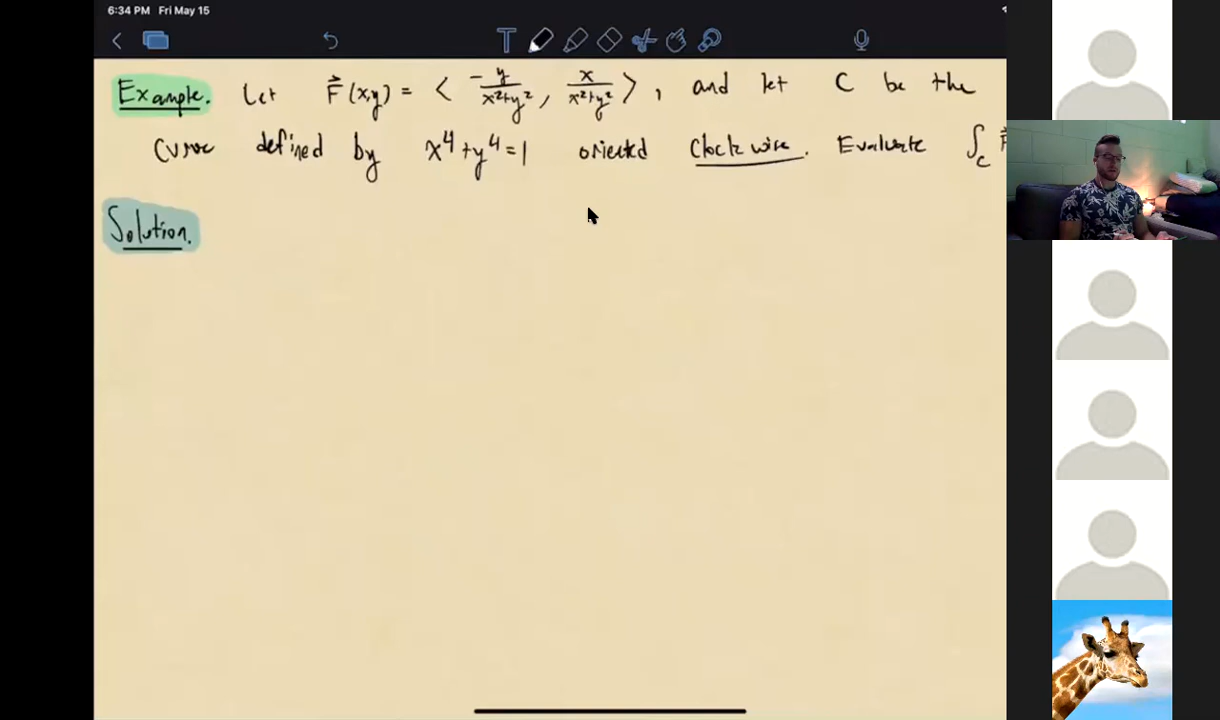 6:34 PM Fri May 15
T
Example. Let F⃗(x,y) = ⟨ -y/(x²+y²), x/(x²+y²) ⟩, and let C be the
curve defined by x⁴+y⁴=1 oriented Clockwise. Evaluate ∫_C
Solution.